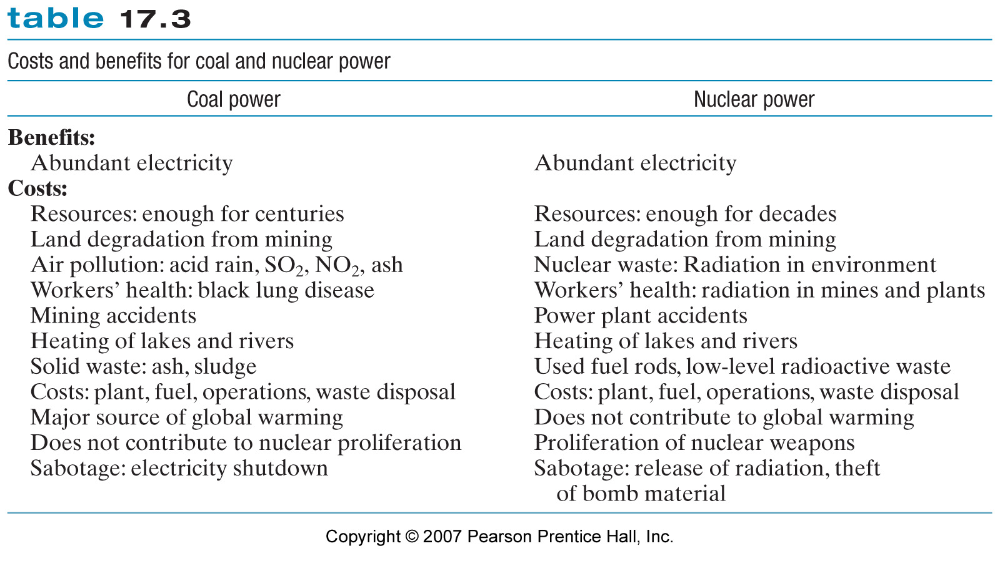 table 17.3
Costs and benefits for coal and nuclear power
Coal power Nuclear power
Benefits:
Abundant electricity Abundant electricity
Costs:
Resources: enough for centuries Resources: enough for decades
Land degradation from mining Land degradation from mining
Air pollution: acid rain, SO₂, NO₂, ash Nuclear waste: Radiation in environment
Workers’ health: black lung disease Workers’ health: radiation in mines and plants
Mining accidents Power plant accidents
Heating of lakes and rivers Heating of lakes and rivers
Solid waste: ash, sludge Used fuel rods, low-level radioactive waste
Costs: plant, fuel, operations, waste disposal Costs: plant, fuel, operations, waste disposal
Major source of global warming Does not contribute to global warming
Does not contribute to nuclear proliferation Proliferation of nuclear weapons
Sabotage: electricity shutdown Sabotage: release of radiation, theft
of bomb material
Copyright © 2007 Pearson Prentice Hall, Inc.